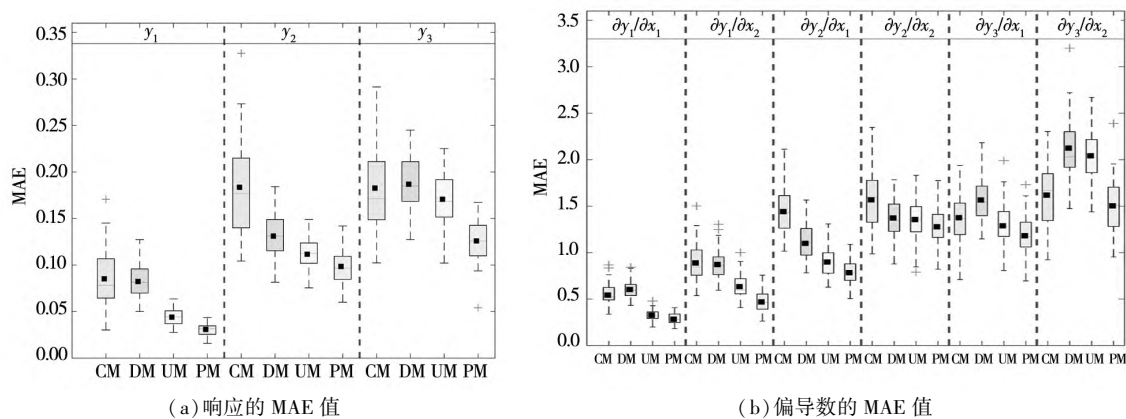 y₁ y₂ y₃
MAE
0.35
0.30
0.25
0.20
0.15
0.10
0.05
0.00
CM DM UM PM CM DM UM PM CM DM UM PM
(a)响应的 MAE 值
∂y₁/∂x₁ ∂y₁/∂x₂ ∂y₂/∂x₁ ∂y₂/∂x₂ ∂y₃/∂x₁ ∂y₃/∂x₂
MAE
3.5
3.0
2.5
2.0
1.5
1.0
0.5
0.0
CM DM UM PM CM DM UM PM CM DM UM PM CM DM UM PM CM DM UM PM CM DM UM PM
(b)偏导数的 MAE 值